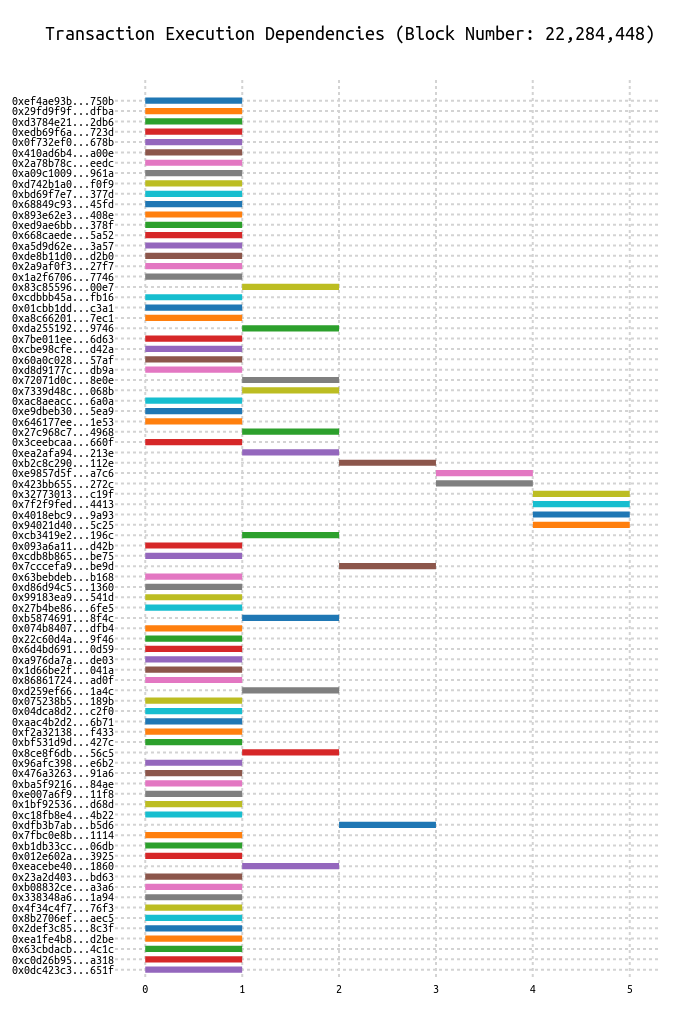 Transaction Execution Dependencies (Block Number: 22,284,448)
0xef4ae93b...750b
0x29fd9f9f...dfba
0xd3784e21...2db6
0xedb69f6a...723d
0x0f732ef0...678b
0x410ad6b4...a00e
0x2a78b78c...eedc
0xa09c1009...961a
0xd742b1a0...f0f9
0xbd69f7e7...377d
0x68849c93...45fd
0x893e62e3...408e
0xed9ae6bb...378f
0x668caede...5a52
0xa5d9d62e...3a57
0xde8b11d0...d2b0
0x2a9af0f3...27f7
0x1a2f6706...7746
0x83c85596...00e7
0xcdbbb45a...fb16
0x01cbb1dd...c3a1
0xa8c66201...7ec1
0xda255192...9746
0x7be011ee...6d63
0xcbe98cfe...d42a
0x60a0c028...57af
0xd8d9177c...db9a
0x72071d0c...8e0e
0x7339d48c...068b
0xac8aeacc...6a0a
0xe9dbeb30...5ea9
0x646177ee...1e53
0x27c968c7...4968
0x3ceebcaa...660f
0xea2afa94...213e
0xb2c8c290...112e
0xe9857d5f...a7c6
0x423bb655...272c
0x32773013...c19f
0x7f2f9fed...4413
0x4018ebc9...9a93
0x94021d40...5c25
0xcb3419e2...196c
0x093a6a11...d42b
0xcdb8b865...be75
0x7cccefa9...be9d
0x63bebdeb...b168
0xd86d94c5...1360
0x99183ea9...541d
0x27b4be86...6fe5
0xb5874691...8f4c
0x074b8407...dfb4
0x22c60d4a...9f46
0x6d4bd691...0d59
0xa976da7a...de03
0x1d66be2f...041a
0x86861724...ad0f
0xd259ef66...1a4c
0x075238b5...189b
0x04dca8d2...c2f0
0xaac4b2d2...6b71
0xf2a32138...f433
0xbf531d9d...427c
0x8ce8f6db...56c5
0x96afc398...e6b2
0x476a3263...91a6
0xba5f9216...84ae
0xe007a6f9...11f8
0x1bf92536...d68d
0xc18fb8e4...4b22
0xdfb3b7ab...b5d6
0x7fbc0e8b...1114
0xb1db33cc...06db
0x012e602a...3925
0xeacebe40...1860
0x23a2d403...bd63
0xb08832ce...a3a6
0x338348a6...1a94
0x4f34c4f7...76f3
0x8b2706ef...aec5
0x2def3c85...8c3f
0xea1fe4b8...d2be
0x63cbdacb...4c1c
0xc0d26b95...a318
0x0dc423c3...651f
0 1 2 3 4 5